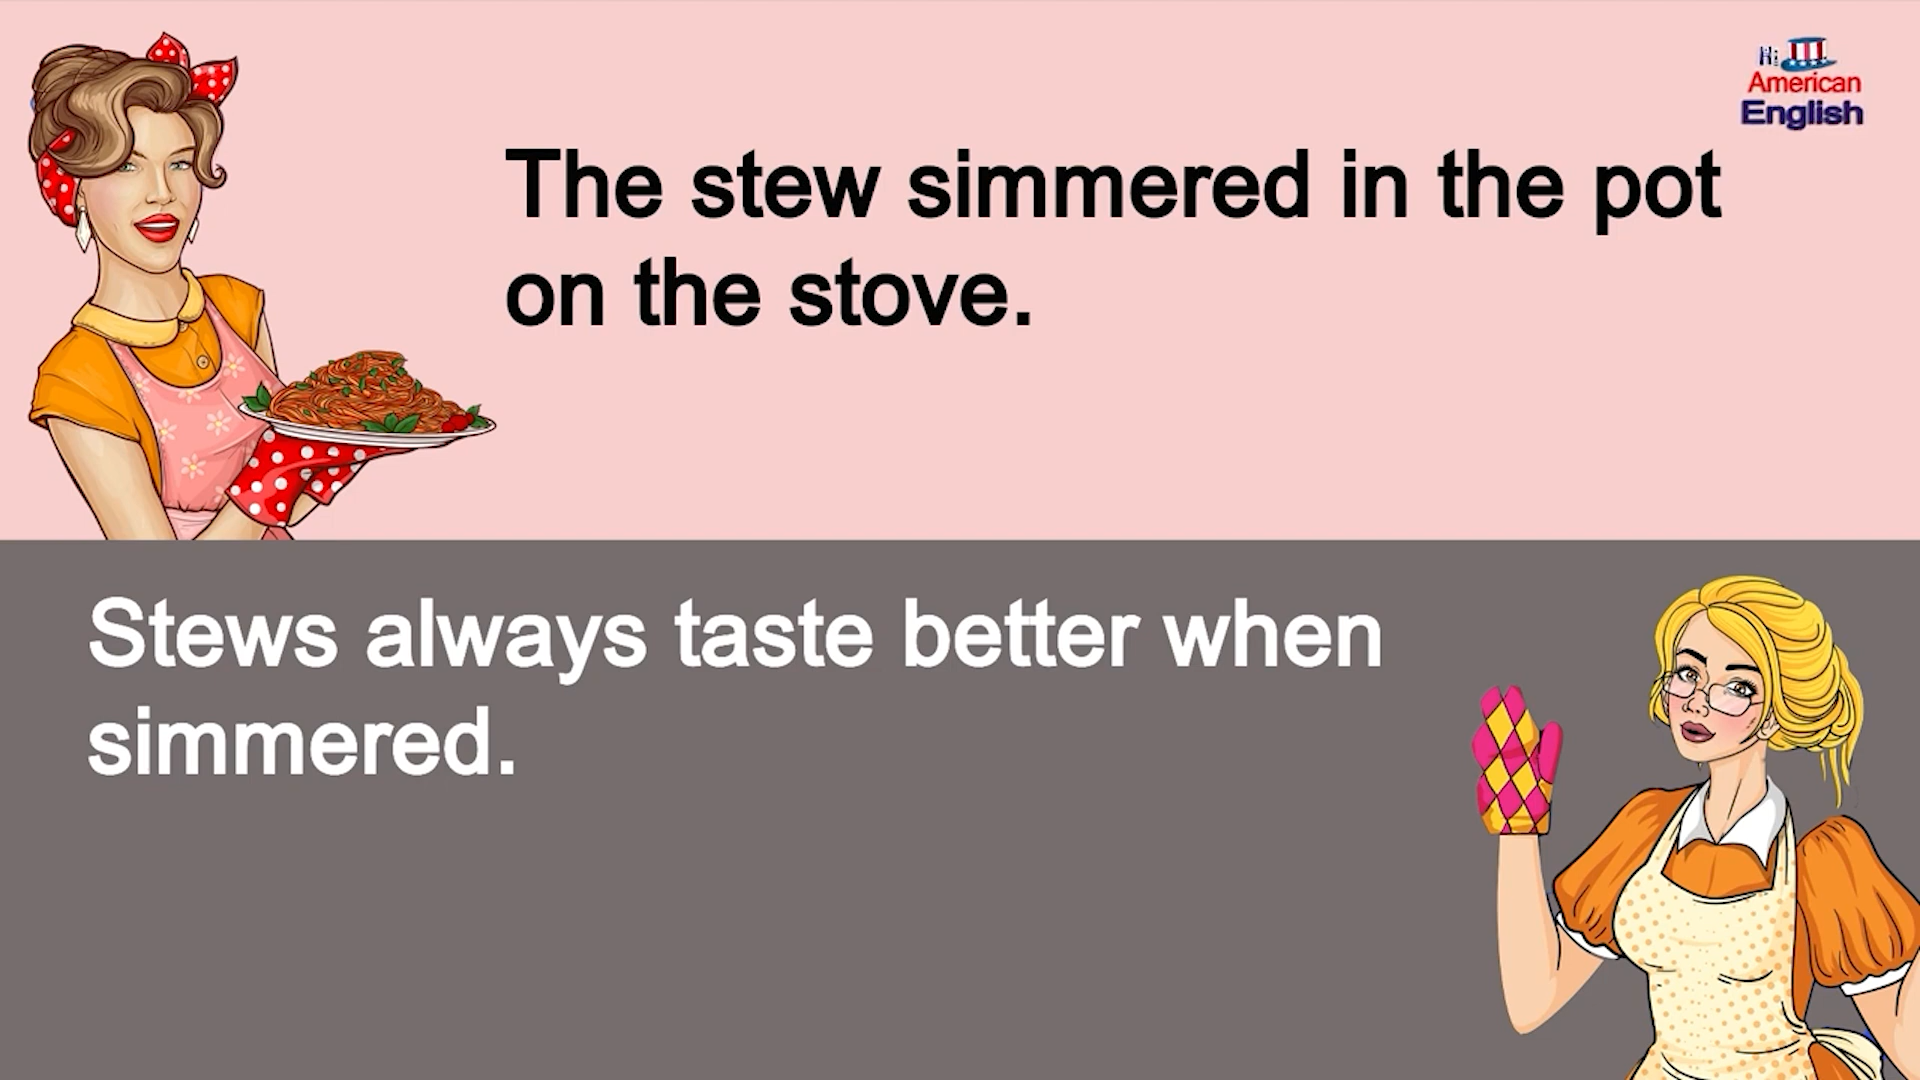 Hi
American
English
The stew simmered in the pot
on the stove.
Stews always taste better when
simmered.